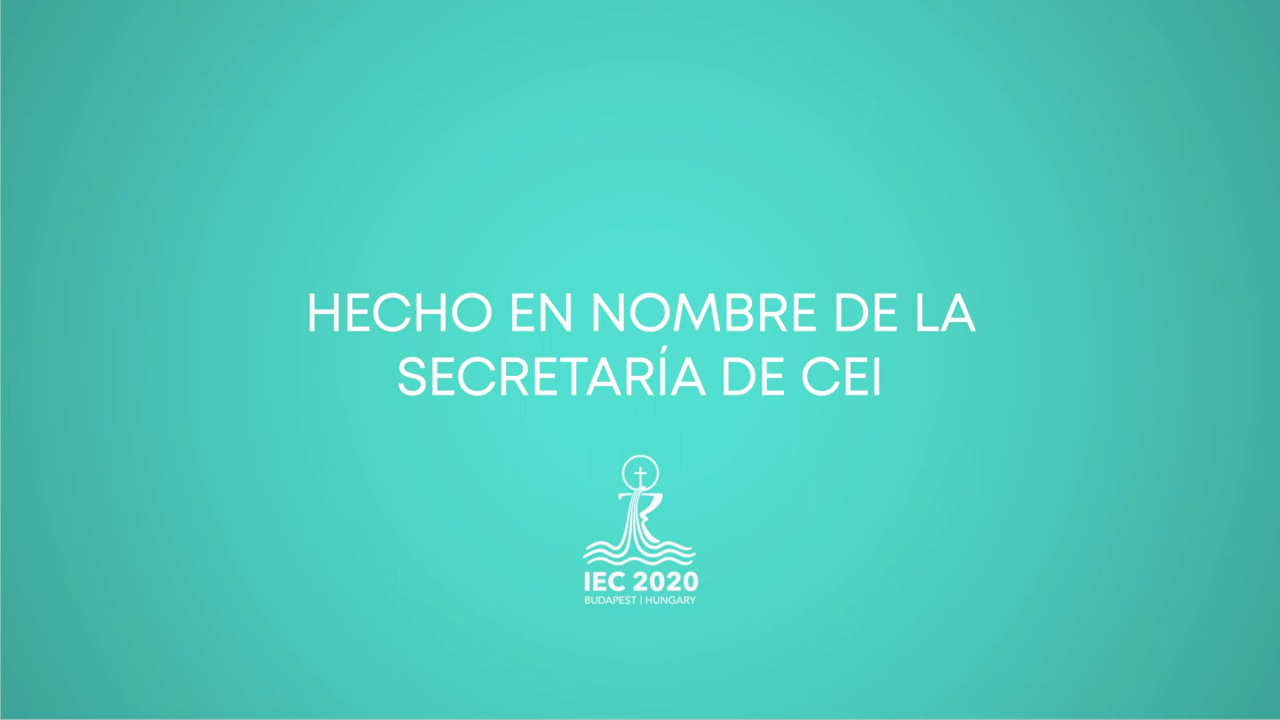 HECHO EN NOMBRE DE LA
SECRETARÍA DE CEI
IEC 2020
BUDAPEST | HUNGARY